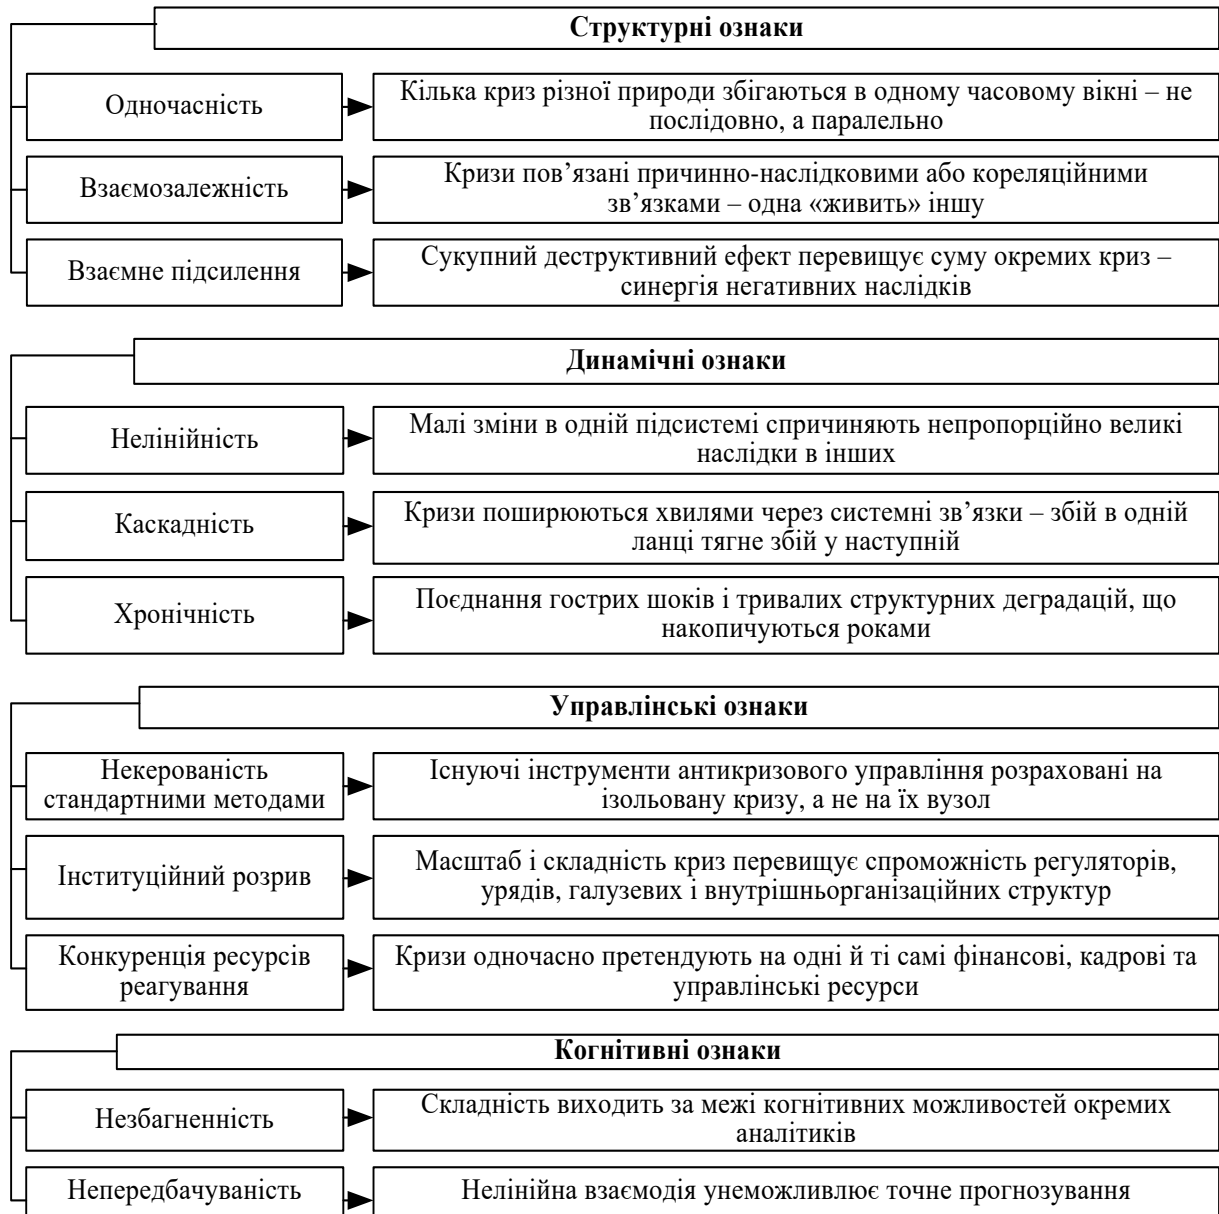 Структурні ознаки
Одночасність
Кілька криз різної природи збігаються в одному часовому вікні – не
послідовно, а паралельно
Взаємозалежність
Кризи пов’язані причинно-наслідковими або кореляційними
зв’язками – одна «живить» іншу
Взаємне підсилення
Сукупний деструктивний ефект перевищує суму окремих криз –
синергія негативних наслідків
Динамічні ознаки
Нелінійність
Малі зміни в одній підсистемі спричиняють непропорційно великі
наслідки в інших
Каскадність
Кризи поширюються хвилями через системні зв’язки – збій в одній
ланці тягне збій у наступній
Хронічність
Поєднання гострих шоків і тривалих структурних деградацій, що
накопичуються роками
Управлінські ознаки
Некерованість
стандартними методами
Існуючі інструменти антикризового управління розраховані на
ізольовану кризу, а не на їх вузол
Інституційний розрив
Масштаб і складність криз перевищує спроможність регуляторів,
урядів, галузевих і внутрішньорганізаційних структур
Конкуренція ресурсів
реагування
Кризи одночасно претендують на одні й ті самі фінансові, кадрові та
управлінські ресурси
Когнітивні ознаки
Незбагненність
Складність виходить за межі когнітивних можливостей окремих
аналітиків
Непередбачуваність
Нелінійна взаємодія унеможливлює точне прогнозування